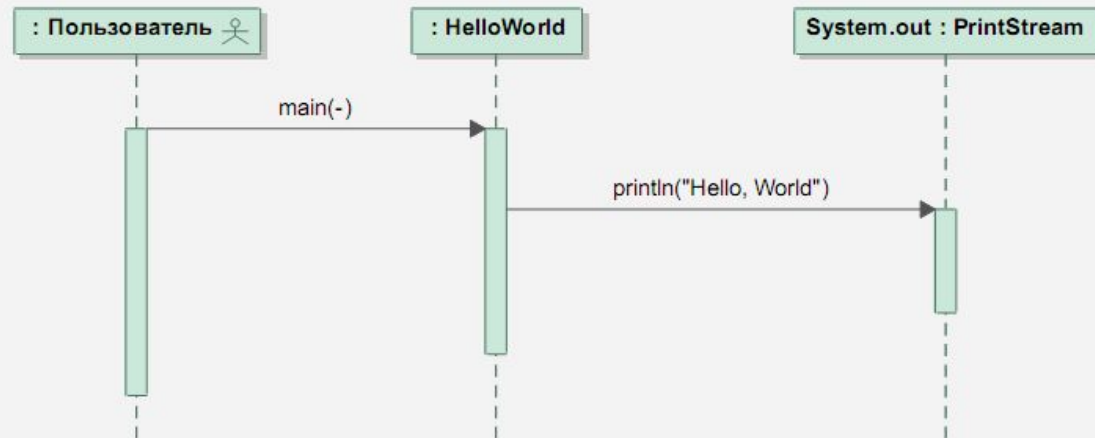 : Пользователь
: HelloWorld
System.out : PrintStream
main(-)
println("Hello, World")